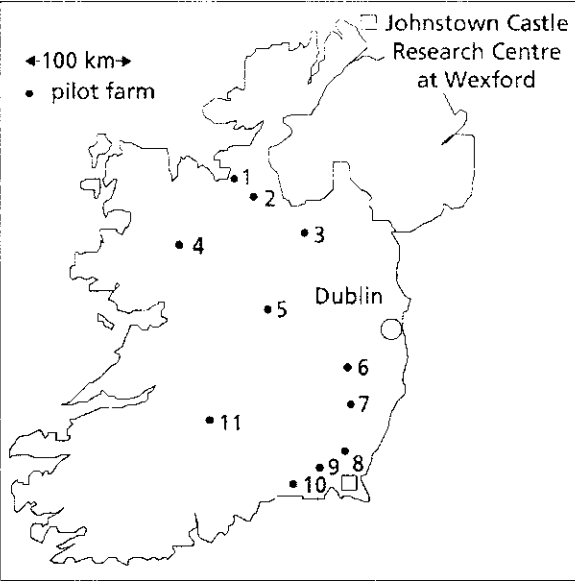 Johnstown Castle
Research Centre
at Wexford
100 km
pilot farm
1
2
3
4
Dublin
5
6
7
11
8
9
10